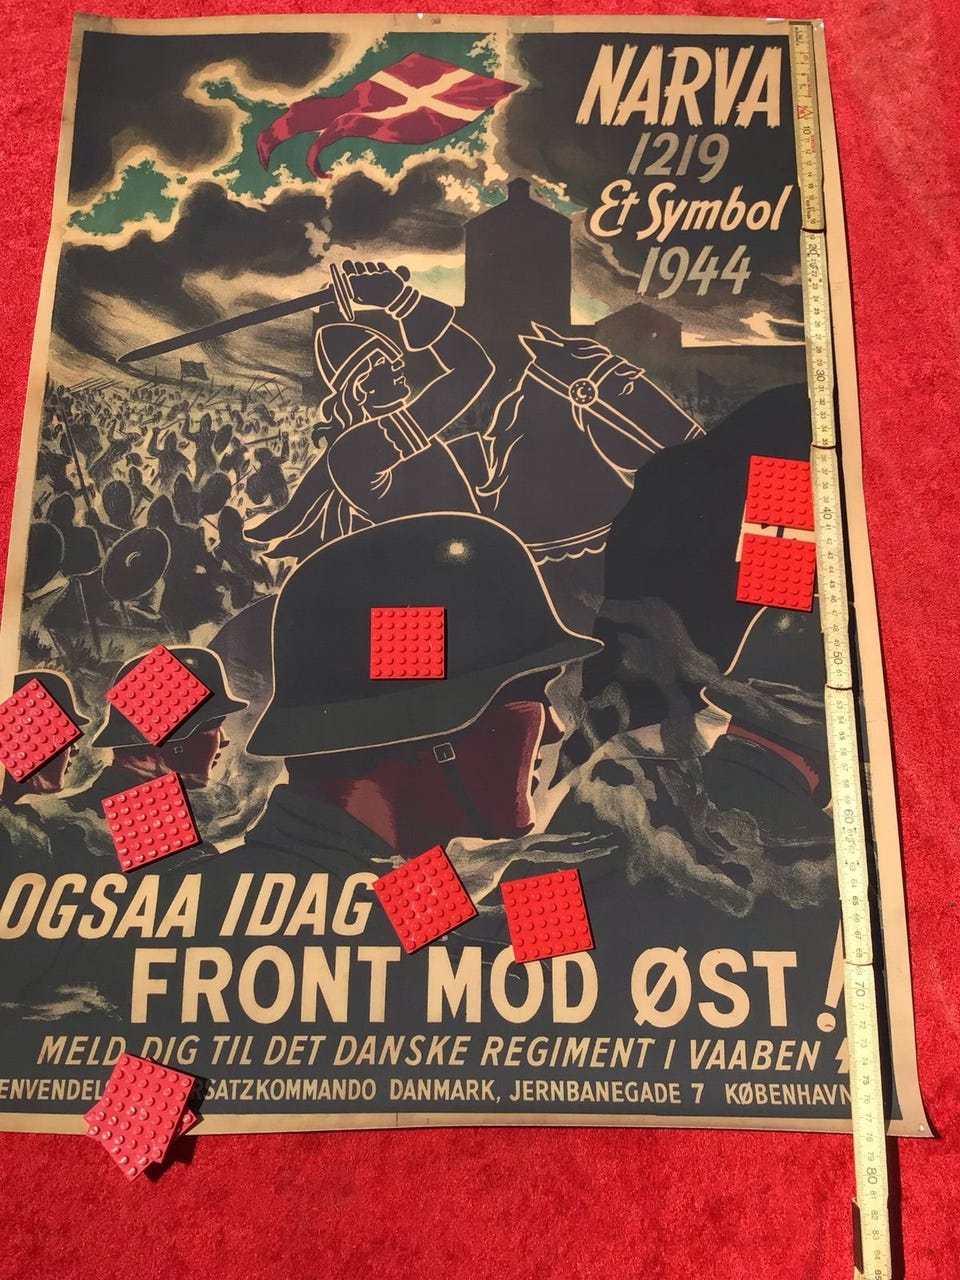 NARVA
1219
Et Symbol
1944
OGSAA IDAG
FRONT MOD ØST!
MELD DIG TIL DET DANSKE REGIMENT I VAABEN
DANMARK, JERNBANEGADE 7 KØBENHAVN